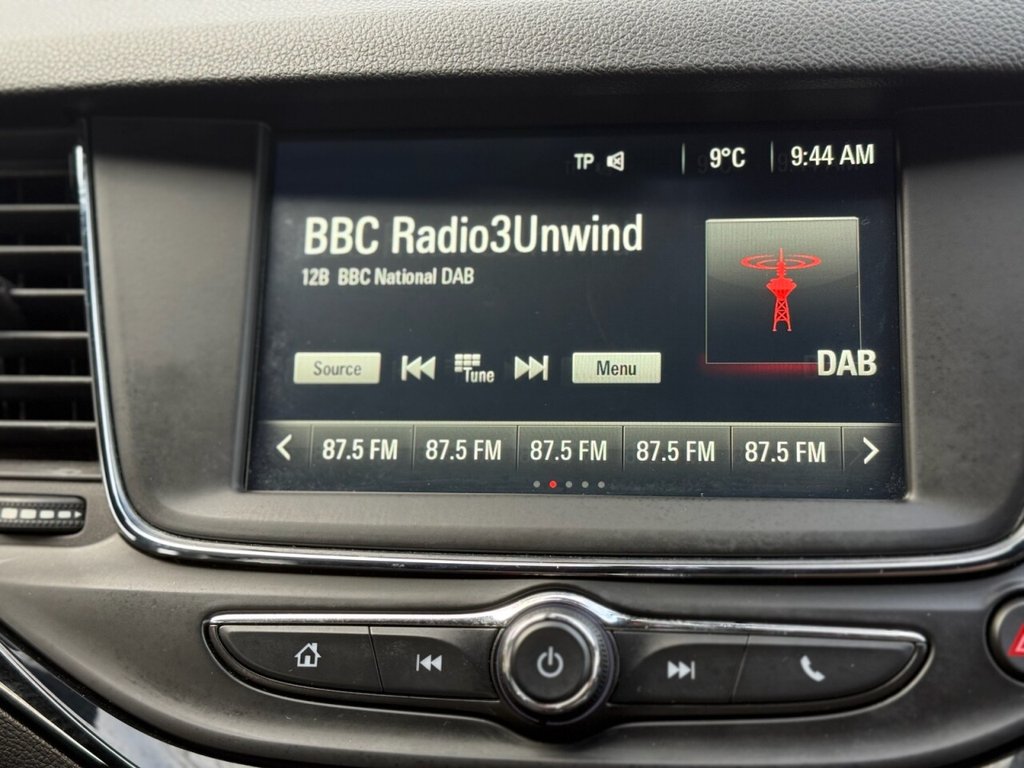 TP 9°C 9:44 AM
BBC Radio3Unwind
12B BBC National DAB
Source Tune Menu
DAB
87.5 FM 87.5 FM 87.5 FM 87.5 FM 87.5 FM